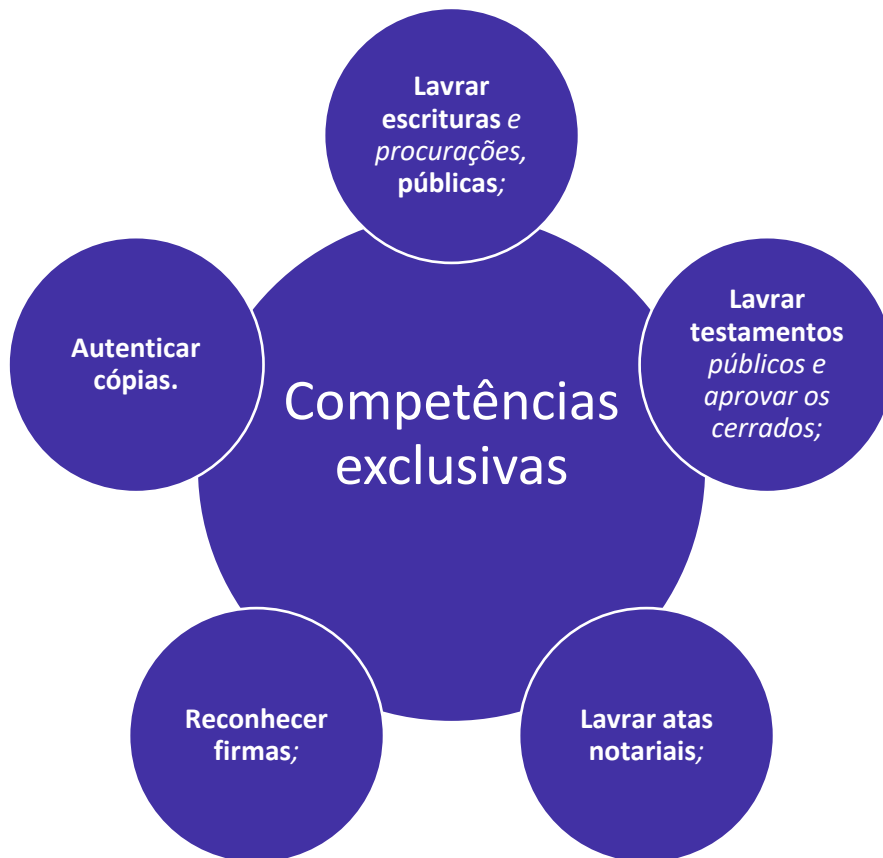 Lavrar
escrituras e
procurações,
públicas;
Lavrar
testamentos
públicos e
aprovar os
cerrados;
Autenticar
cópias.
Competências
exclusivas
Reconhecer
firmas;
Lavrar atas
notariais;